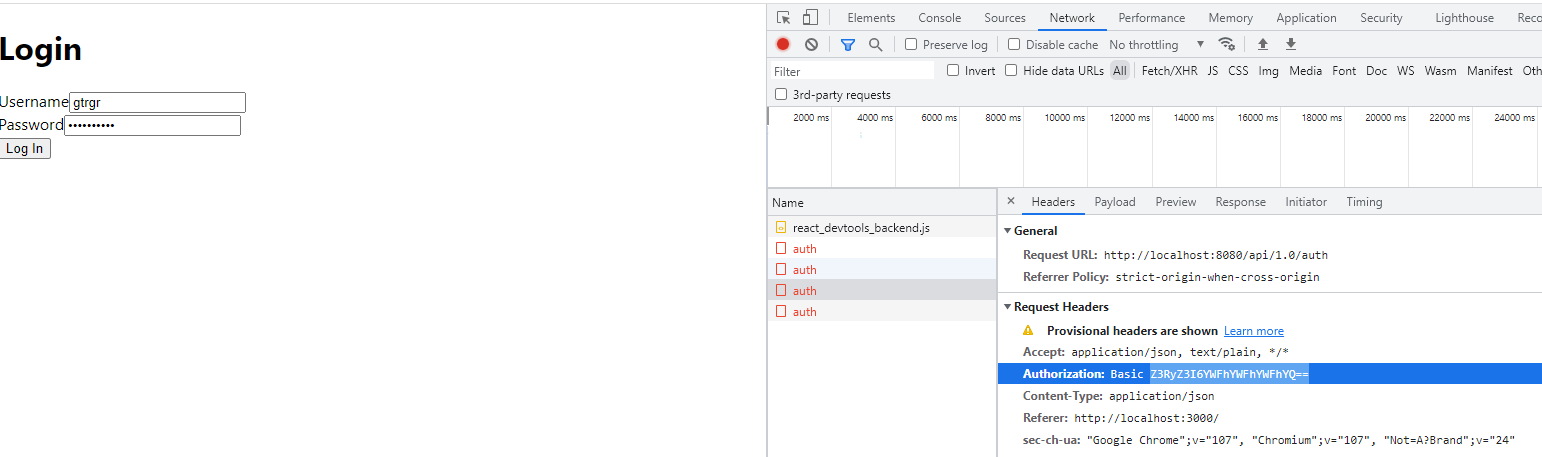 Login
Username gtrgr
Password ••••••••••
Log In
Elements Console Sources Network Performance Memory Application Security Lighthouse Reco
Preserve log Disable cache No throttling
Filter Invert Hide data URLs All Fetch/XHR JS CSS Img Media Font Doc WS Wasm Manifest Oth
3rd-party requests
2000 ms 4000 ms 6000 ms 8000 ms 10000 ms 12000 ms 14000 ms 16000 ms 18000 ms 20000 ms 22000 ms 24000 ms
Name
react_devtools_backend.js
auth
auth
auth
auth
× Headers Payload Preview Response Initiator Timing
General
Request URL: http://localhost:8080/api/1.0/auth
Referrer Policy: strict-origin-when-cross-origin
Request Headers
Provisional headers are shown Learn more
Accept: application/json, text/plain, */*
Authorization: Basic Z3RyZ3I6YWFhYWFhYWFhYQ==
Content-Type: application/json
Referer: http://localhost:3000/
sec-ch-ua: "Google Chrome";v="107", "Chromium";v="107", "Not=A?Brand";v="24"